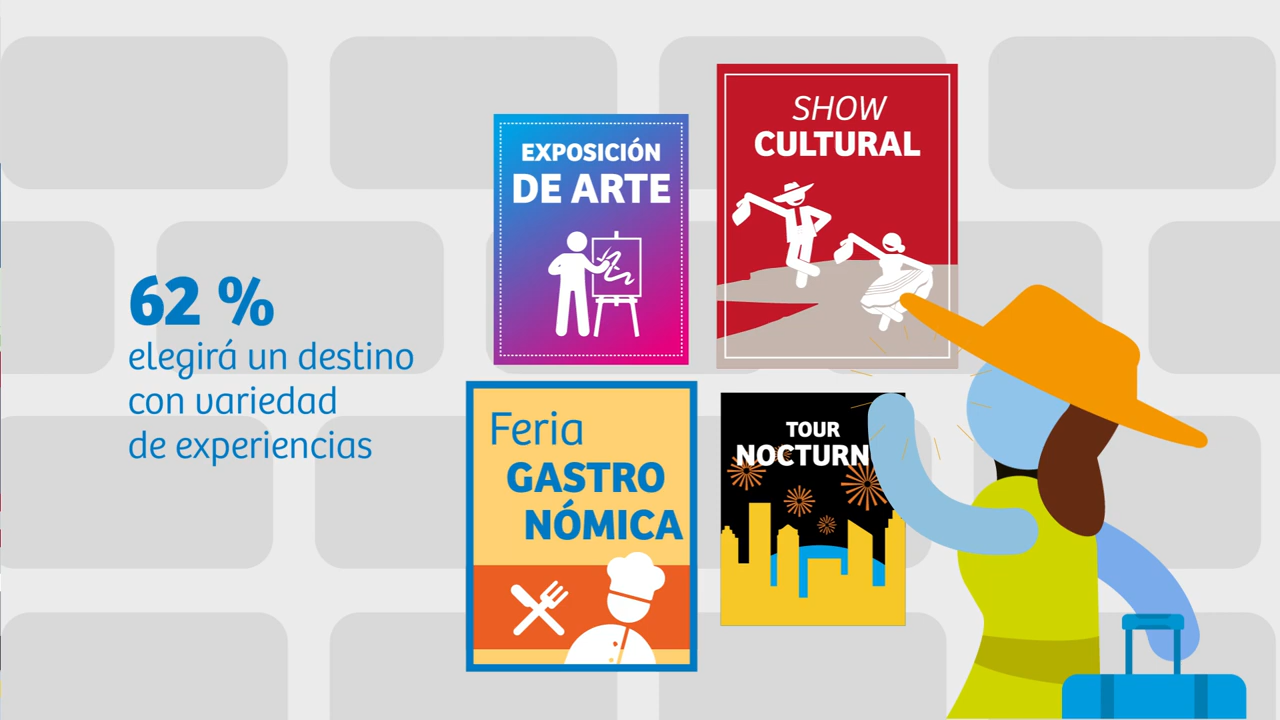 62 %
elegirá un destino
con variedad
de experiencias
EXPOSICIÓN
DE ARTE
SHOW
CULTURAL
Feria
GASTRO
NÓMICA
TOUR
NOCTURN